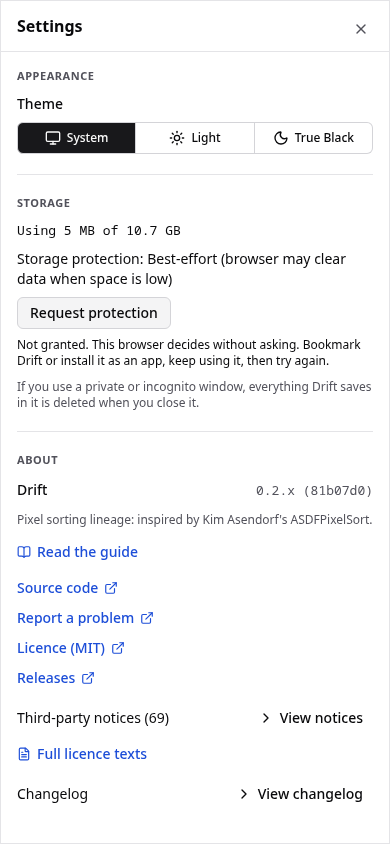 Settings
APPEARANCE
Theme
System
Light
True Black
STORAGE
Using 5 MB of 10.7 GB
Storage protection: Best-effort (browser may clear
data when space is low)
Request protection
Not granted. This browser decides without asking. Bookmark
Drift or install it as an app, keep using it, then try again.
If you use a private or incognito window, everything Drift saves
in it is deleted when you close it.
ABOUT
Drift 0.2.x (81b07d0)
Pixel sorting lineage: inspired by Kim Asendorf's ASDFPixelSort.
Read the guide
Source code
Report a problem
Licence (MIT)
Releases
Third-party notices (69) View notices
Full licence texts
Changelog View changelog